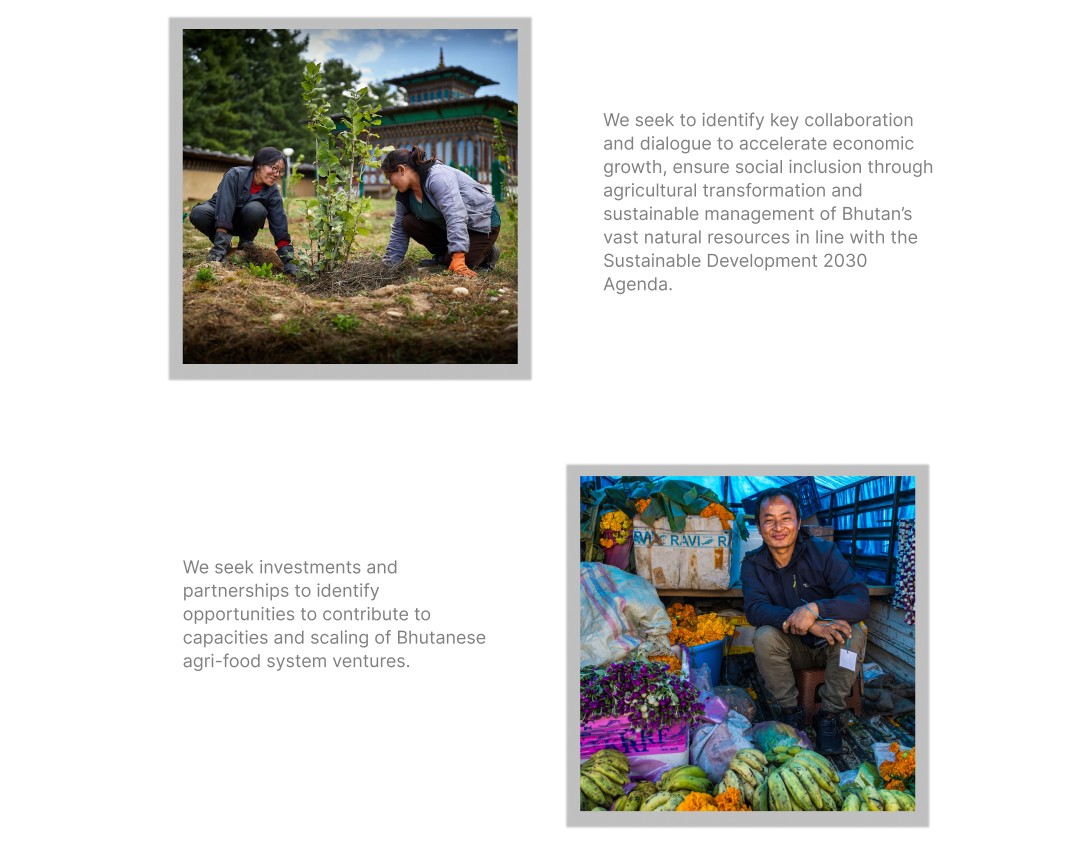 We seek to identify key collaboration
and dialogue to accelerate economic
growth, ensure social inclusion through
agricultural transformation and
sustainable management of Bhutan’s
vast natural resources in line with the
Sustainable Development 2030
Agenda.
We seek investments and
partnerships to identify
opportunities to contribute to
capacities and scaling of Bhutanese
agri-food system ventures.
RAVI